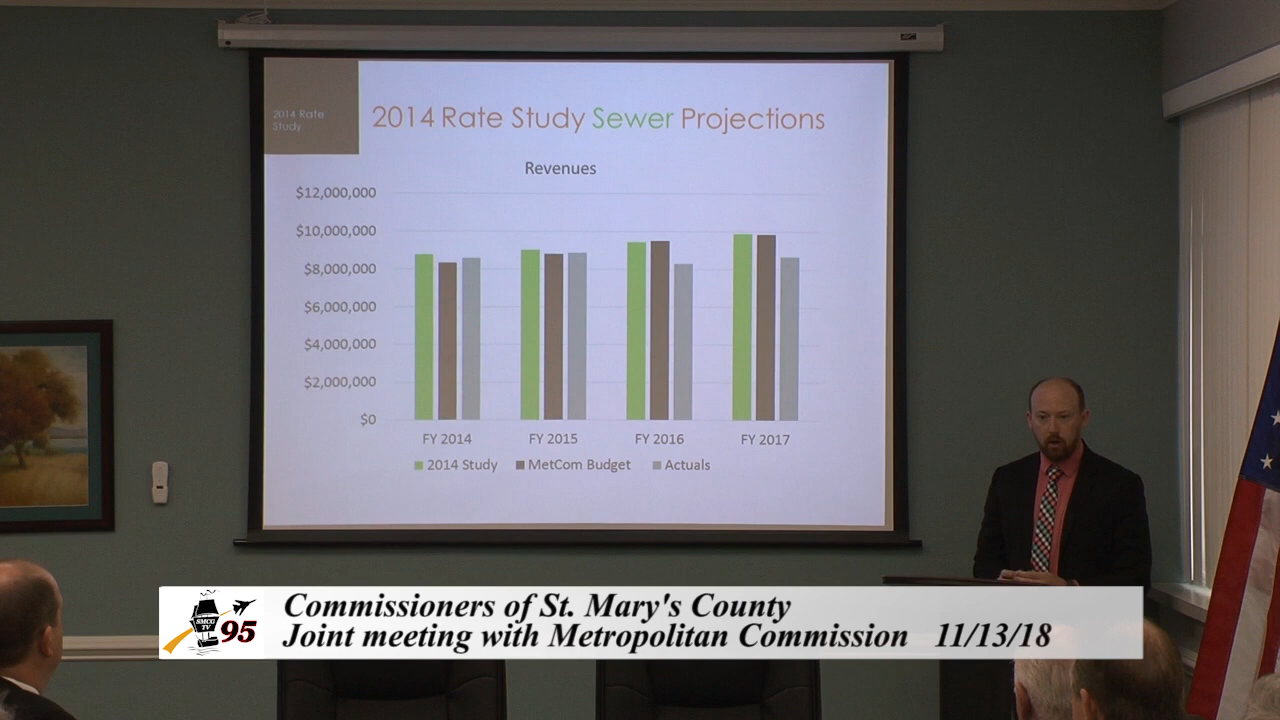 2014 Rate
Study
2014 Rate Study Sewer Projections
Revenues
$12,000,000
$10,000,000
$8,000,000
$6,000,000
$4,000,000
$2,000,000
$0
FY 2014 FY 2015 FY 2016 FY 2017
2014 Study MetCom Budget Actuals
SMCG
TV
95
Commissioners of St. Mary's County
Joint meeting with Metropolitan Commission 11/13/18